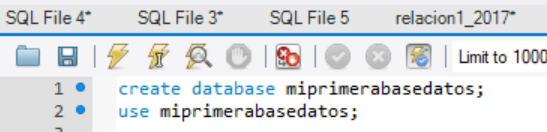 SQL File 4* SQL File 3* SQL File 5 relacion1_2017*
Limit to 1000
1 create database miprimerabasedatos;
2 use miprimerabasedatos;